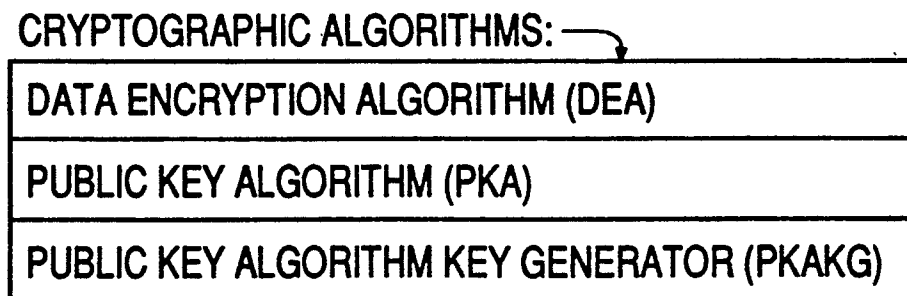 CRYPTOGRAPHIC ALGORITHMS:
DATA ENCRYPTION ALGORITHM (DEA)
PUBLIC KEY ALGORITHM (PKA)
PUBLIC KEY ALGORITHM KEY GENERATOR (PKAKG)